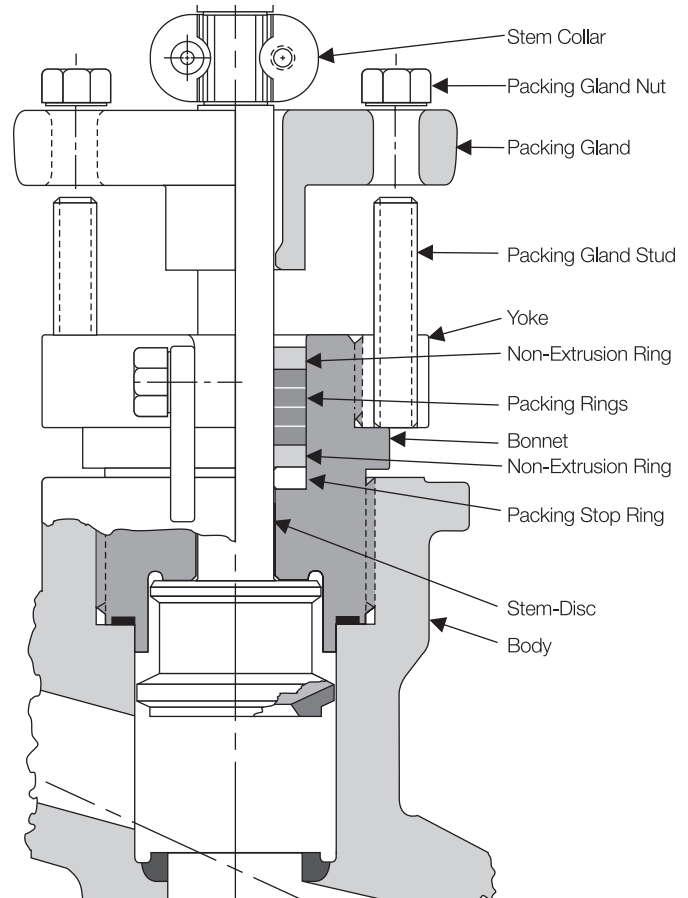 Stem Collar
Packing Gland Nut
Packing Gland
Packing Gland Stud
Yoke
Non-Extrusion Ring
Packing Rings
Bonnet
Non-Extrusion Ring
Packing Stop Ring
Stem-Disc
Body